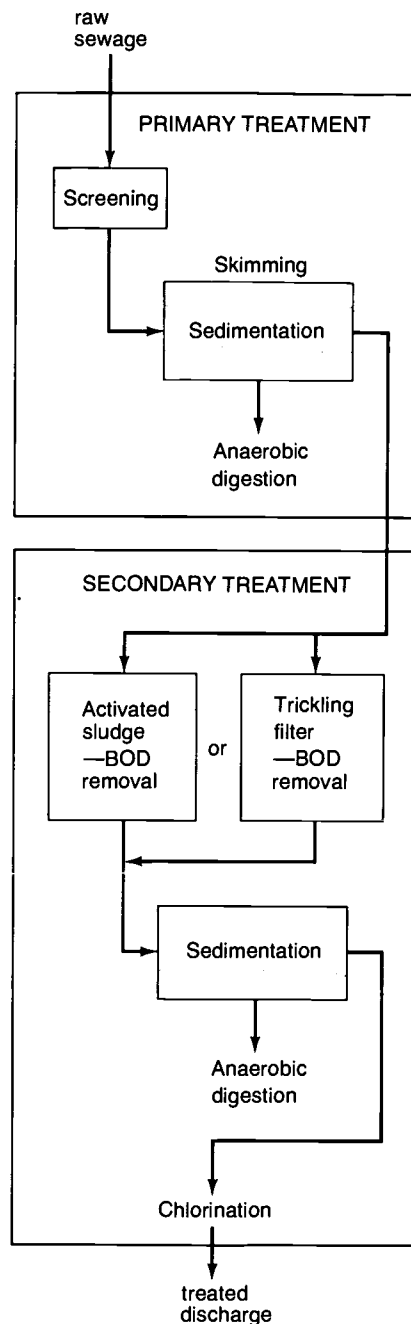 raw
sewage
PRIMARY TREATMENT
Screening
Skimming
Sedimentation
Anaerobic
digestion
SECONDARY TREATMENT
Activated
sludge
—BOD
removal
or
Trickling
filter
—BOD
removal
Sedimentation
Anaerobic
digestion
Chlorination
treated
discharge